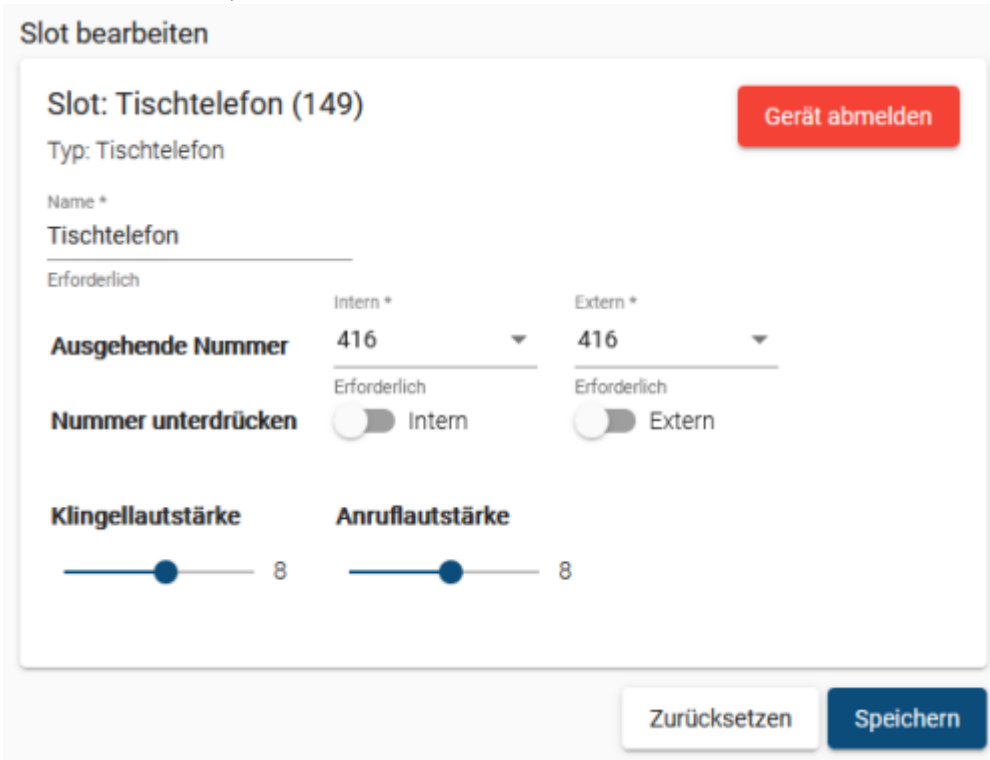 Slot bearbeiten
Slot: Tischtelefon (149)
Gerät abmelden
Typ: Tischtelefon
Name *
Tischtelefon
Erforderlich
Intern * Extern *
Ausgehende Nummer 416 416
Erforderlich Erforderlich
Nummer unterdrücken Intern Extern
Klingellautstärke Anruflautstärke
8 8
Zurücksetzen Speichern